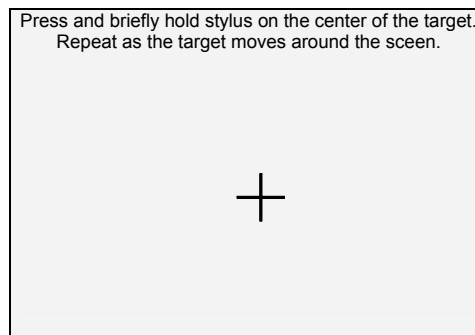 Press and briefly hold stylus on the center of the target.
Repeat as the target moves around the sceen.